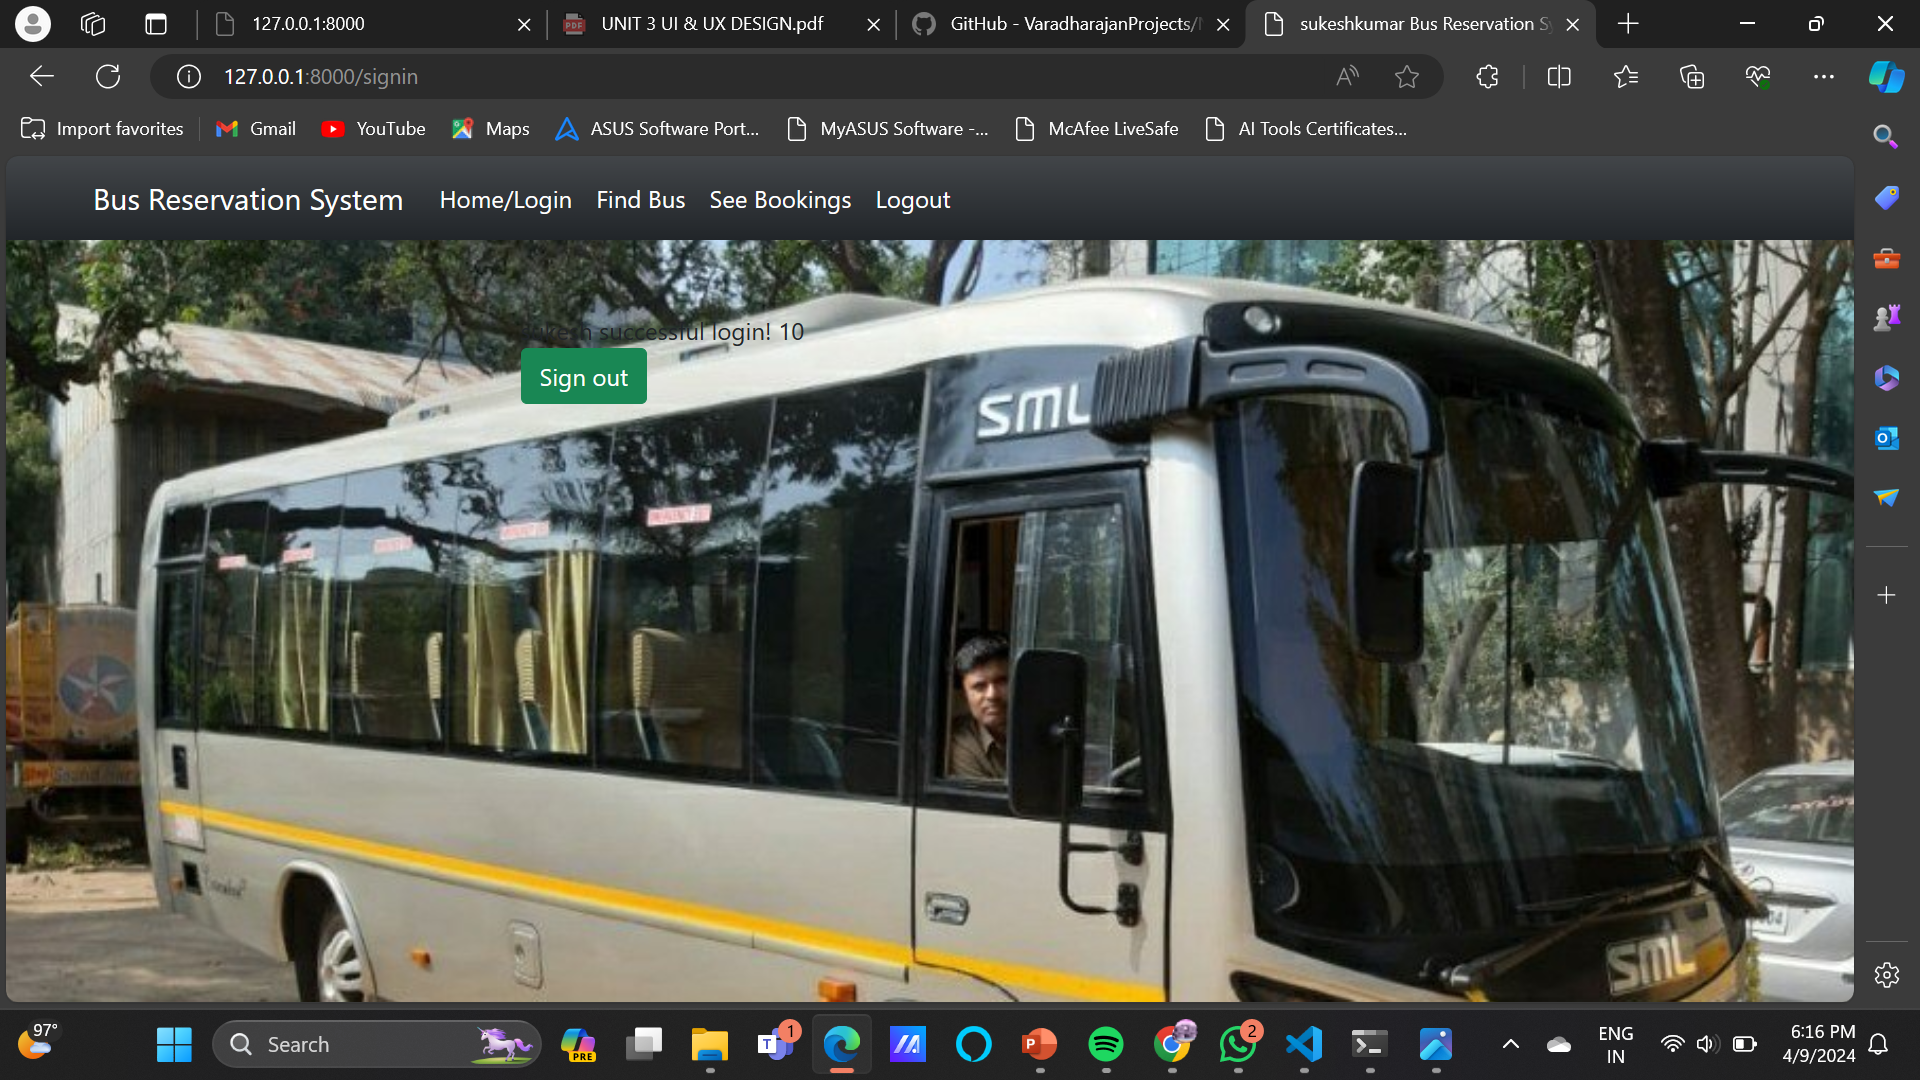 127.0.0.1:8000
UNIT 3 UI & UX DESIGN.pdf
GitHub - VaradharajanProjects/
sukeshkumar Bus Reservation S
127.0.0.1:8000/signin
Import favorites
Gmail
YouTube
Maps
ASUS Software Port...
MyASUS Software -...
McAfee LiveSafe
AI Tools Certificates...
Bus Reservation System
Home/Login
Find Bus
See Bookings
Logout
successful login! 10
Sign out
SML
SML
97°
Search
PRE
1
2
ENG
IN
6:16 PM
4/9/2024